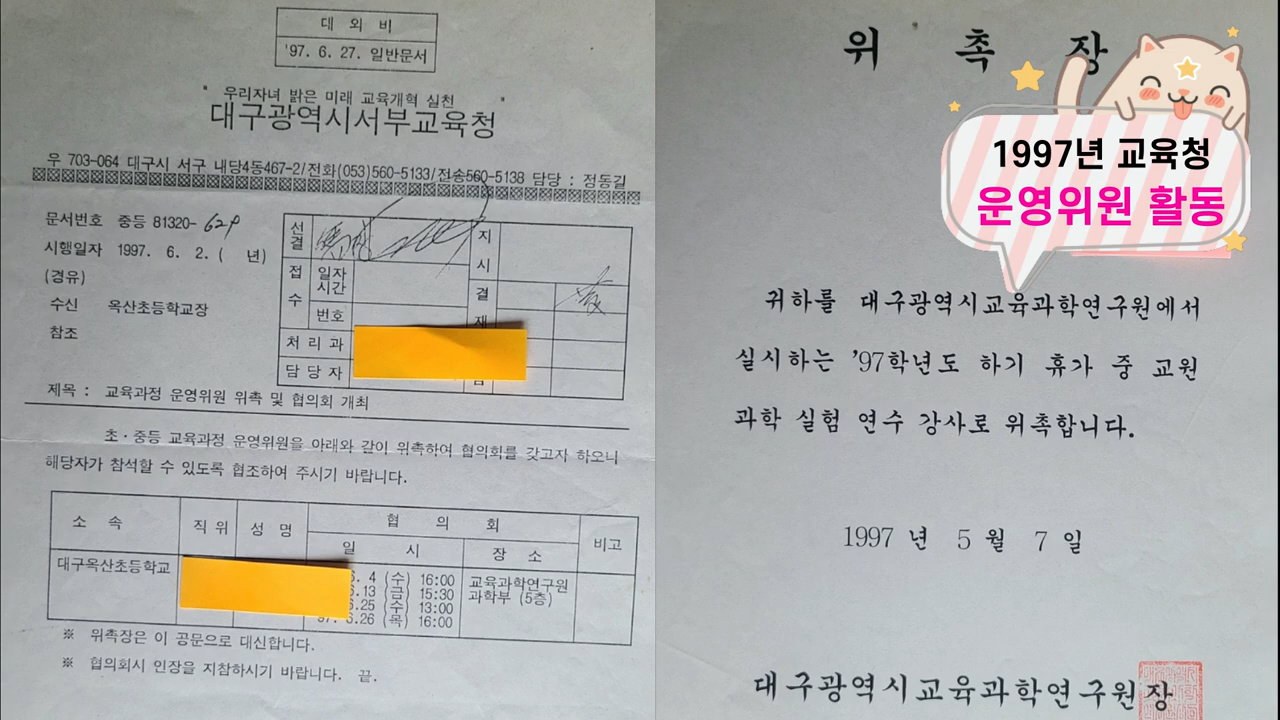 대 외 비
'97. 6. 27. 일반문서
" 우리자녀 밝은 미래 교육개혁 실천 "
대구광역시서부교육청
우 703-064 대구시 서구 내당4동467-2/전화(053)560-5133/전송560-5138 담당 : 정동길
문서번호 중등 81320-629
시행일자 1997. 6. 2. ( 년)
(경유)
수신 옥산초등학교장
참조
선결
지시
접수
일자
시간
번호
결재
처 리 과
담 당 자
제목 : 교육과정 운영위원 위촉 및 협의회 개최
초·중등 교육과정 운영위원을 아래와 같이 위촉하여 협의회를 갖고자 하오니
해당자가 참석할 수 있도록 협조하여 주시기 바랍니다.
소 속 직 위 성 명 협 의 회 비고
일 시 장 소
대구옥산초등학교
6. 4 (수) 16:00 교육과학연구원
6.13 (금) 15:30 과학부 (5층)
6.25 (수) 13:00
97. 6.26 (목) 16:00
※ 위촉장은 이 공문으로 대신합니다.
※ 협의회시 인장을 지참하시기 바랍니다. 끝.
위 촉 장
1997년 교육청
운영위원 활동
귀하를 대구광역시교육과학연구원에서
실시하는 '97학년도 하기 휴가 중 교원
과학 실험 연수 강사로 위촉합니다.
1997 년 5 월 7 일
대구광역시교육과학연구원장